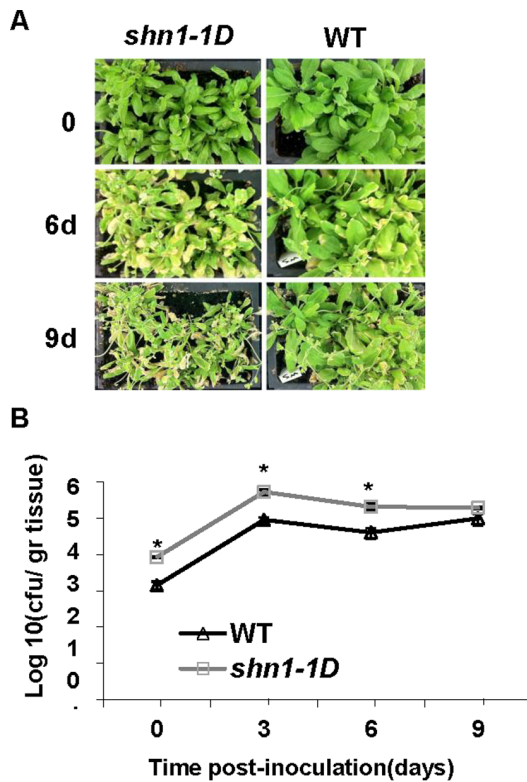 A
shn1-1D WT
0
6d
9d
B
Log 10(cfu/ gr tissue)
6
5
4
3
2
1
0
-
*
*
*
WT
shn1-1D
0 3 6 9
Time post-inoculation(days)